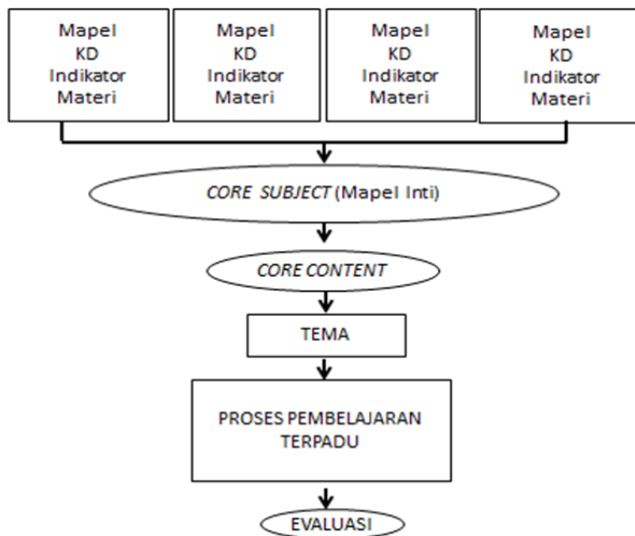 Mapel
KD
Indikator
Materi
Mapel
KD
Indikator
Materi
Mapel
KD
Indikator
Materi
Mapel
KD
Indikator
Materi
CORE SUBJECT (Mapel Inti)
CORE CONTENT
TEMA
PROSES PEMBELAJARAN
TERPADU
EVALUASI